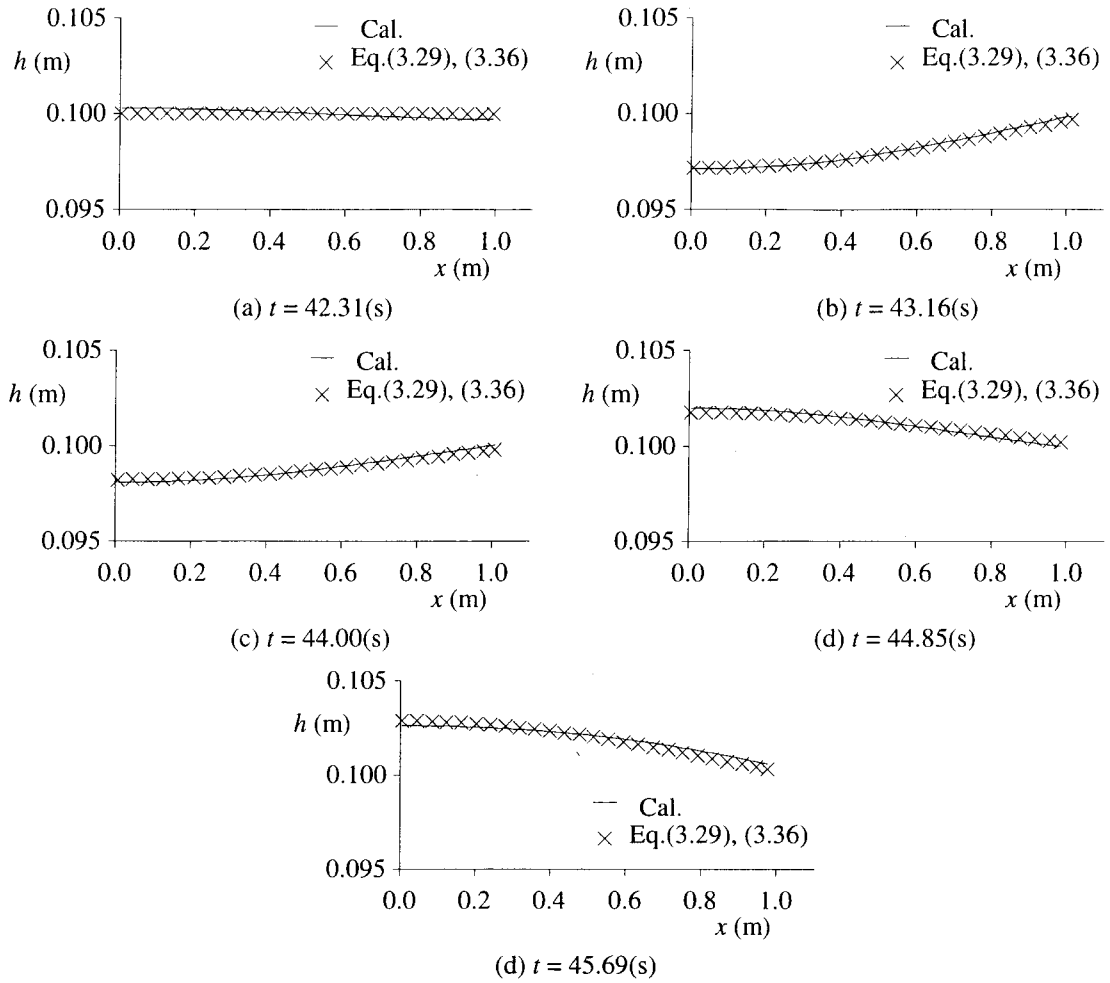 0.105
h (m)
0.100
0.095
0.0 0.2 0.4 0.6 0.8 1.0
x (m)
Cal.
× Eq.(3.29), (3.36)
(a) t = 42.31(s)
0.105
h (m)
0.100
0.095
0.0 0.2 0.4 0.6 0.8 1.0
x (m)
Cal.
× Eq.(3.29), (3.36)
(b) t = 43.16(s)
0.105
h (m)
0.100
0.095
0.0 0.2 0.4 0.6 0.8 1.0
x (m)
Cal.
× Eq.(3.29), (3.36)
(c) t = 44.00(s)
0.105
h (m)
0.100
0.095
0.0 0.2 0.4 0.6 0.8 1.0
x (m)
Cal.
× Eq.(3.29), (3.36)
(d) t = 44.85(s)
0.105
h (m)
0.100
0.095
0.0 0.2 0.4 0.6 0.8 1.0
x (m)
Cal.
× Eq.(3.29), (3.36)
(d) t = 45.69(s)